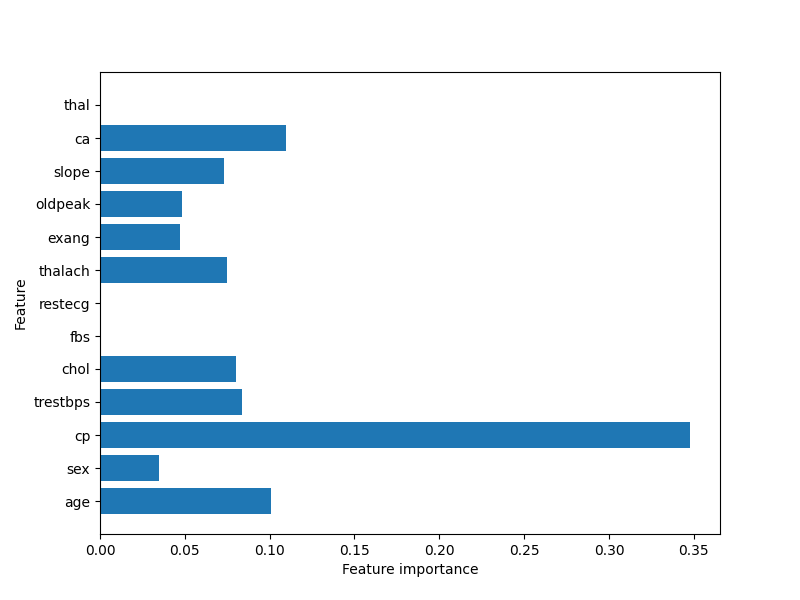 thal
ca
slope
oldpeak
exang
thalach
restecg
fbs
chol
trestbps
cp
sex
age
Feature
0.00 0.05 0.10 0.15 0.20 0.25 0.30 0.35
Feature importance